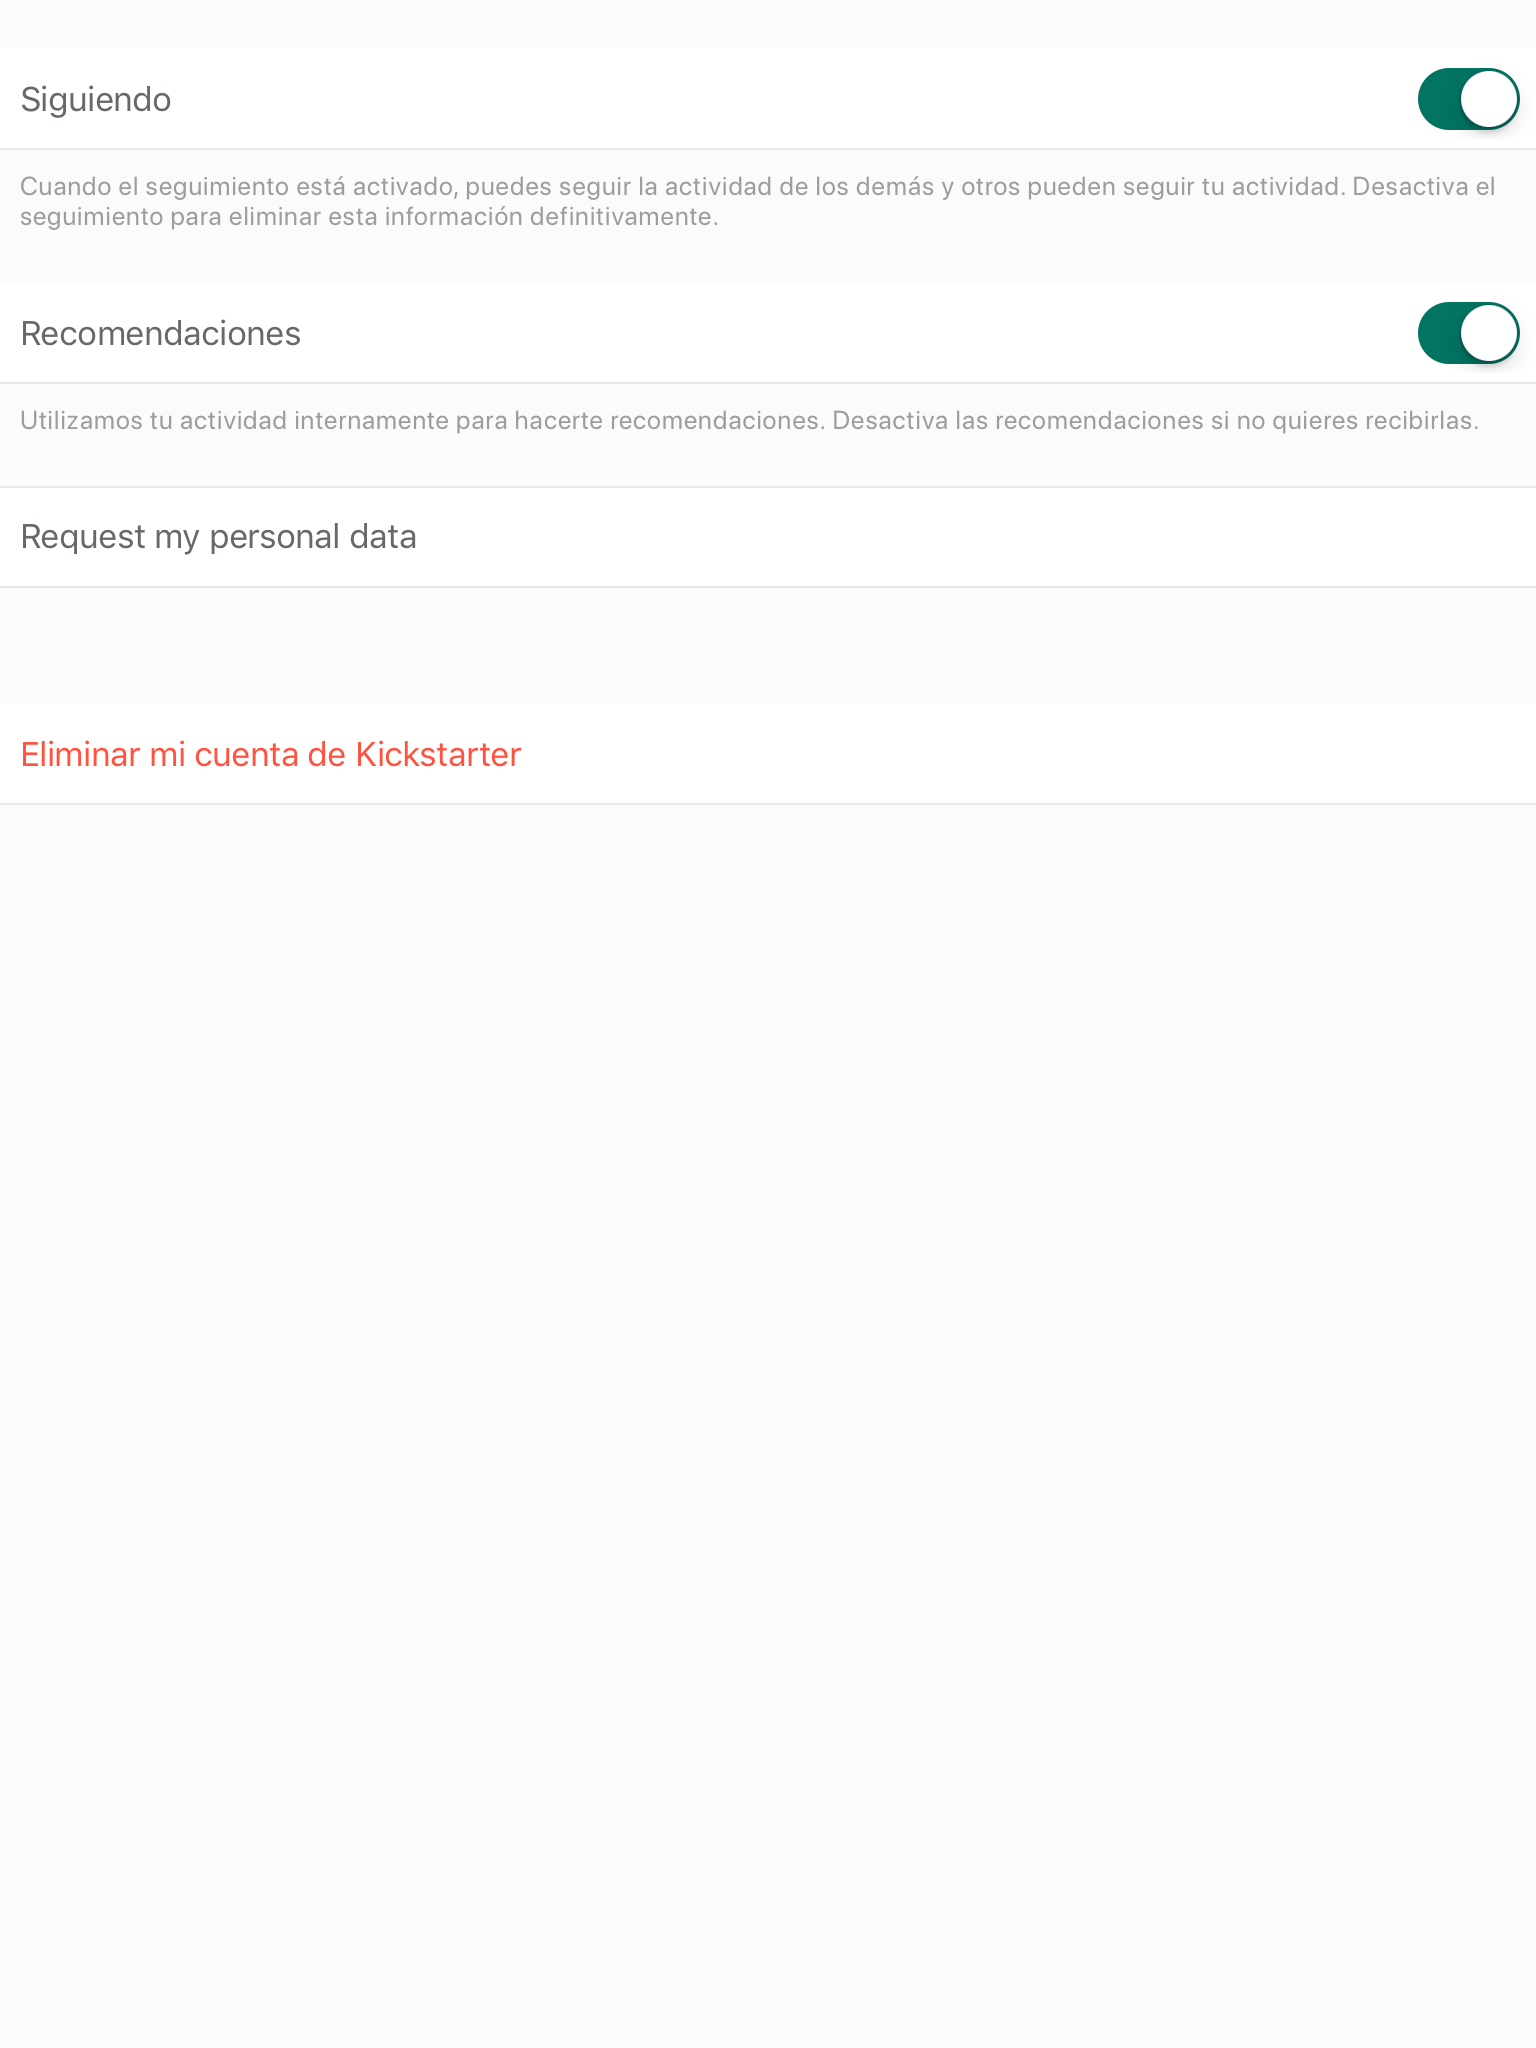 Siguiendo
Cuando el seguimiento está activado, puedes seguir la actividad de los demás y otros pueden seguir tu actividad. Desactiva el
seguimiento para eliminar esta información definitivamente.
Recomendaciones
Utilizamos tu actividad internamente para hacerte recomendaciones. Desactiva las recomendaciones si no quieres recibirlas.
Request my personal data
Eliminar mi cuenta de Kickstarter